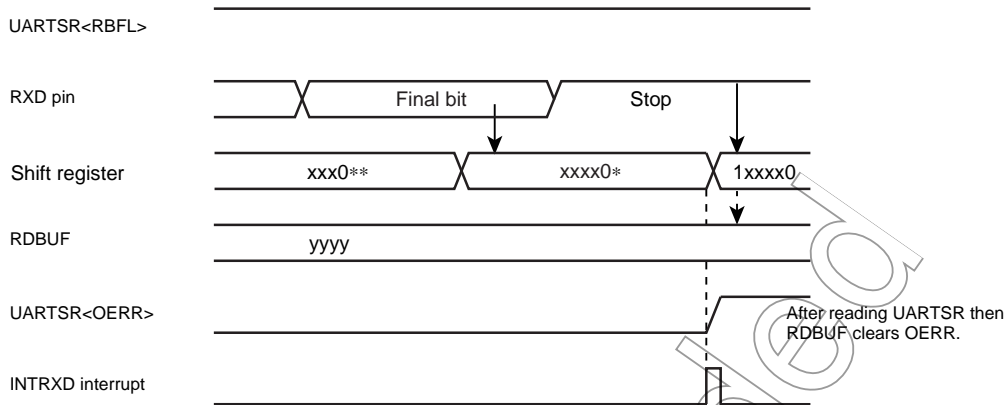 UARTSR<RBFL>
RXD pin
Final bit
Stop
Shift register
xxx0**
xxxx0*
1xxxx0
RDBUF
yyyy
UARTSR<OERR>
After reading UARTSR then
RDBUF clears OERR.
INTRXD interrupt